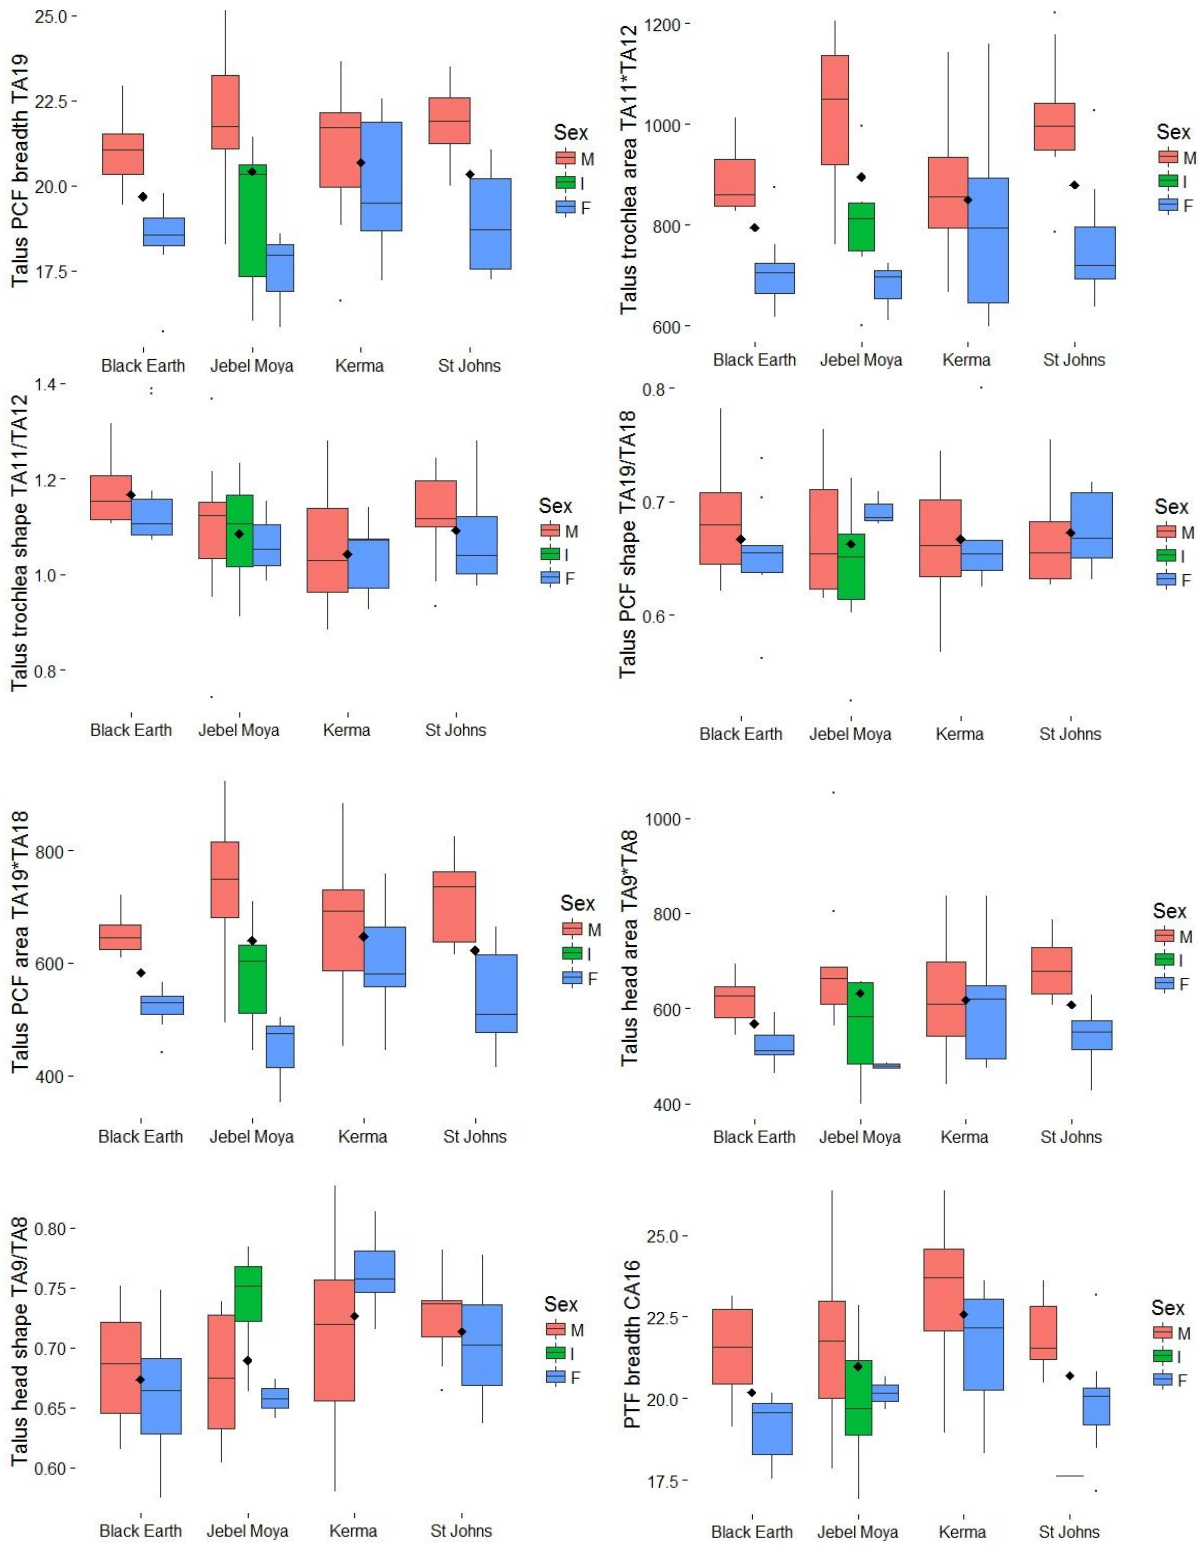 Talus PCF breadth TA19
25.0
22.5
20.0
17.5
Black Earth Jebel Moya Kerma St Johns
Sex
M
I
F
Talus trochlea area TA11*TA12
1200
1000
800
600
Black Earth Jebel Moya Kerma St Johns
Sex
M
I
F
Talus trochlea shape TA11/TA12
1.4
1.2
1.0
0.8
Black Earth Jebel Moya Kerma St Johns
Sex
M
I
F
Talus PCF shape TA19/TA18
0.8
0.7
0.6
Black Earth Jebel Moya Kerma St Johns
Sex
M
I
F
Talus PCF area TA19*TA18
800
600
400
Black Earth Jebel Moya Kerma St Johns
Sex
M
I
F
Talus head area TA9*TA8
1000
800
600
400
Black Earth Jebel Moya Kerma St Johns
Sex
M
I
F
Talus head shape TA9/TA8
0.80
0.75
0.70
0.65
0.60
Black Earth Jebel Moya Kerma St Johns
Sex
M
I
F
PTF breadth CA16
25.0
22.5
20.0
17.5
Black Earth Jebel Moya Kerma St Johns
Sex
M
I
F